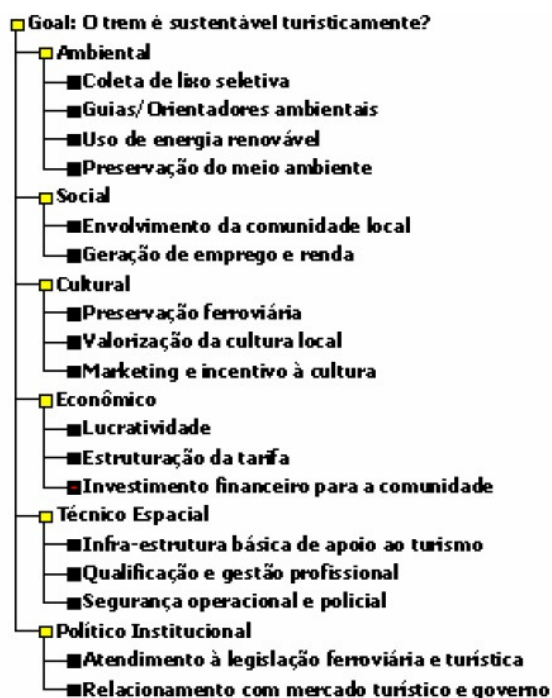 Goal: O trem é sustentável turisticamente?
Ambiental
Coleta de lixo seletiva
Guias/Orientadores ambientais
Uso de energia renovável
Preservação do meio ambiente
Social
Envolvimento da comunidade local
Geração de emprego e renda
Cultural
Preservação ferroviária
Valorização da cultura local
Marketing e incentivo à cultura
Econômico
Lucratividade
Estruturação da tarifa
Investimento financeiro para a comunidade
Técnico Espacial
Infra-estrutura básica de apoio ao turismo
Qualificação e gestão profissional
Segurança operacional e policial
Político Institucional
Atendimento à legislação ferroviária e turística
Relacionamento com mercado turístico e governo